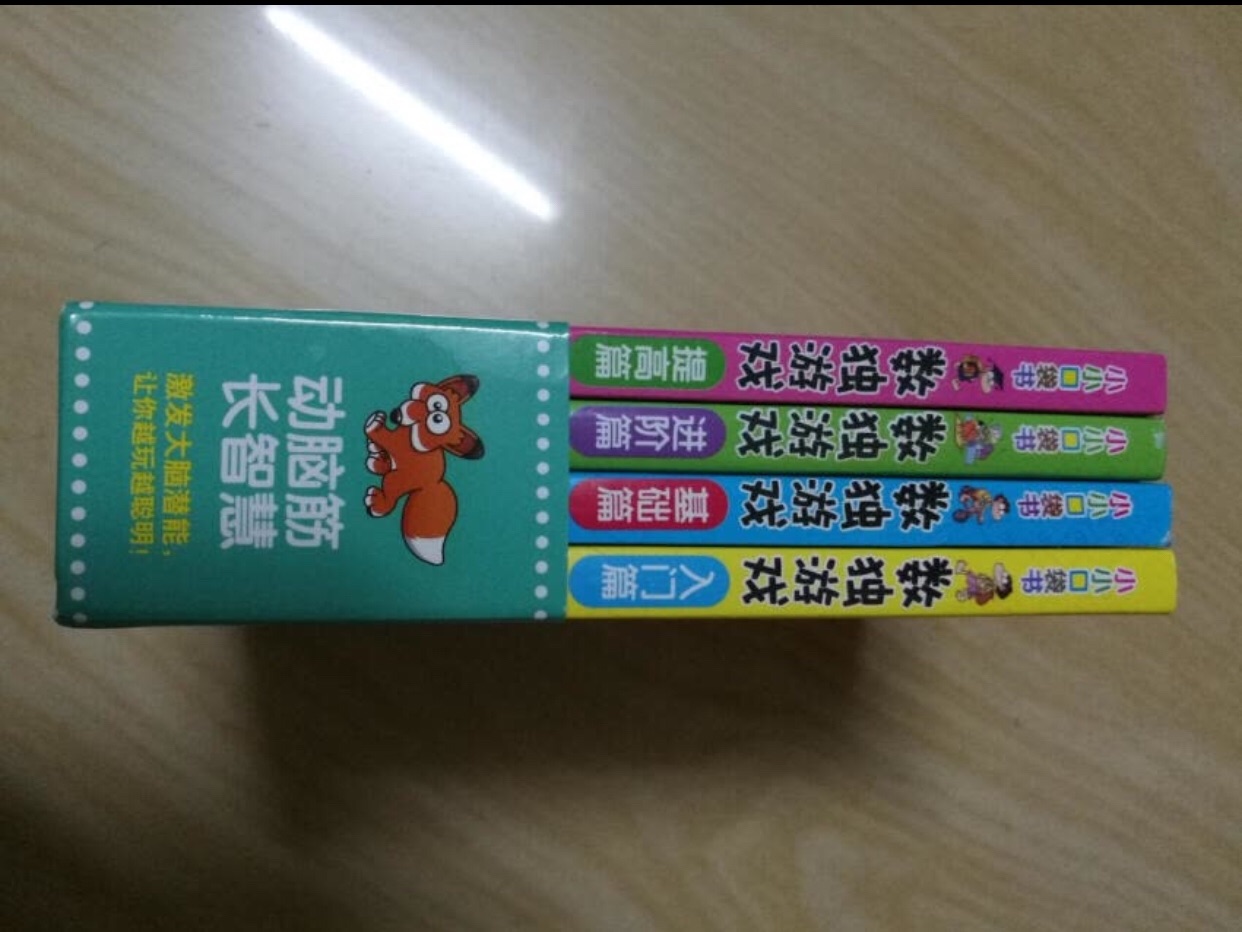 小小口袋书
数独游戏
提高篇
小小口袋书
数独游戏
进阶篇
小小口袋书
数独游戏
基础篇
小小口袋书
数独游戏
入门篇
动脑筋
长智慧
激发大脑潜能，
让你越玩越聪明！